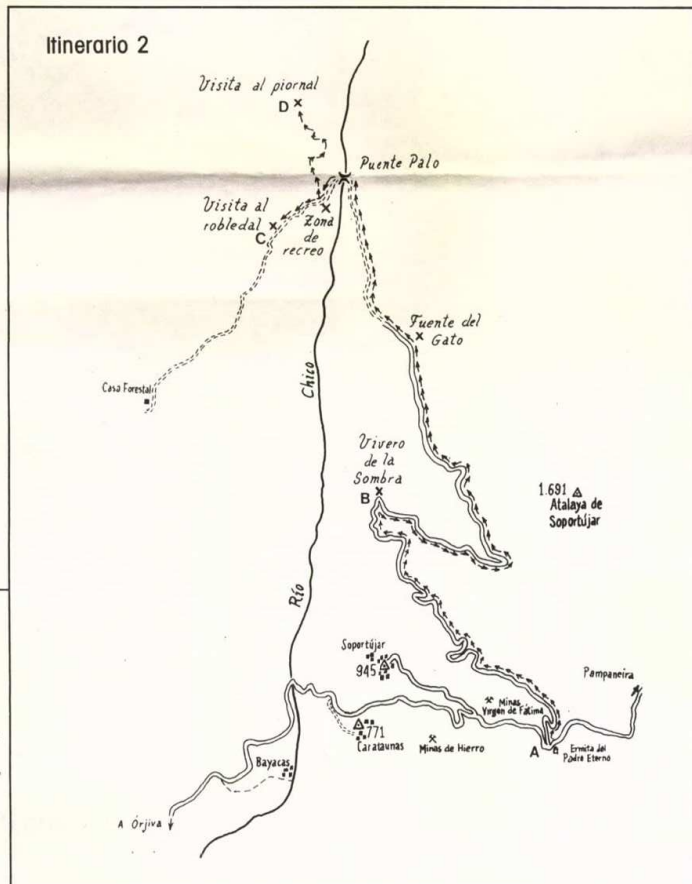 Itinerario 2
Visita al piornal
D
Puente Palo
Visita al
robledal
C
Zona
de
recreo
Fuente del
Gato
Casa Forestal
Chico
Vivero
de la
Sombra
B
1.691
Atalaya de
Soportújar
Río
Soportújar
945
Pampaneira
Minas
Virgen de Fátima
771
Carataunas
Minas de Hierro
A
Ermita del
Padre Eterno
Bayacas
A Órjiva